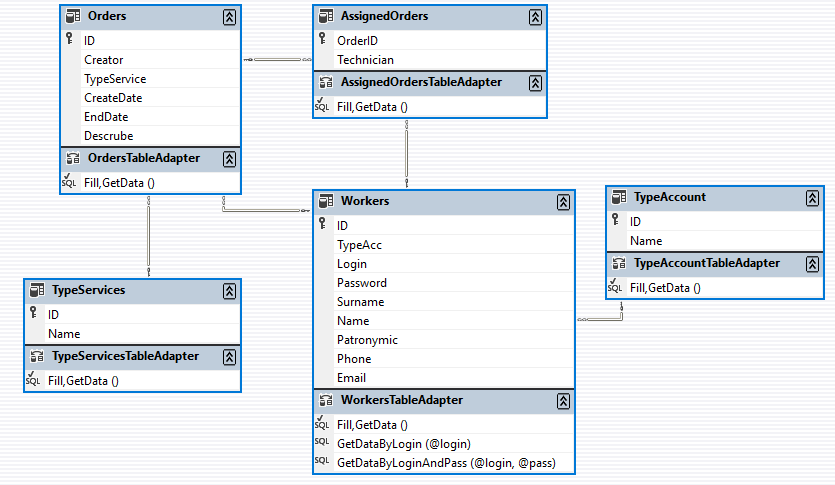 Orders
ID
Creator
TypeService
CreateDate
EndDate
Descrube
OrdersTableAdapter
SQL Fill,GetData ()
AssignedOrders
OrderID
Technician
AssignedOrdersTableAdapter
SQL Fill,GetData ()
Workers
ID
TypeAcc
Login
Password
Surname
Name
Patronymic
Phone
Email
WorkersTableAdapter
SQL Fill,GetData ()
SQL GetDataByLogin (@login)
SQL GetDataByLoginAndPass (@login, @pass)
TypeAccount
ID
Name
TypeAccountTableAdapter
SQL Fill,GetData ()
TypeServices
ID
Name
TypeServicesTableAdapter
SQL Fill,GetData ()